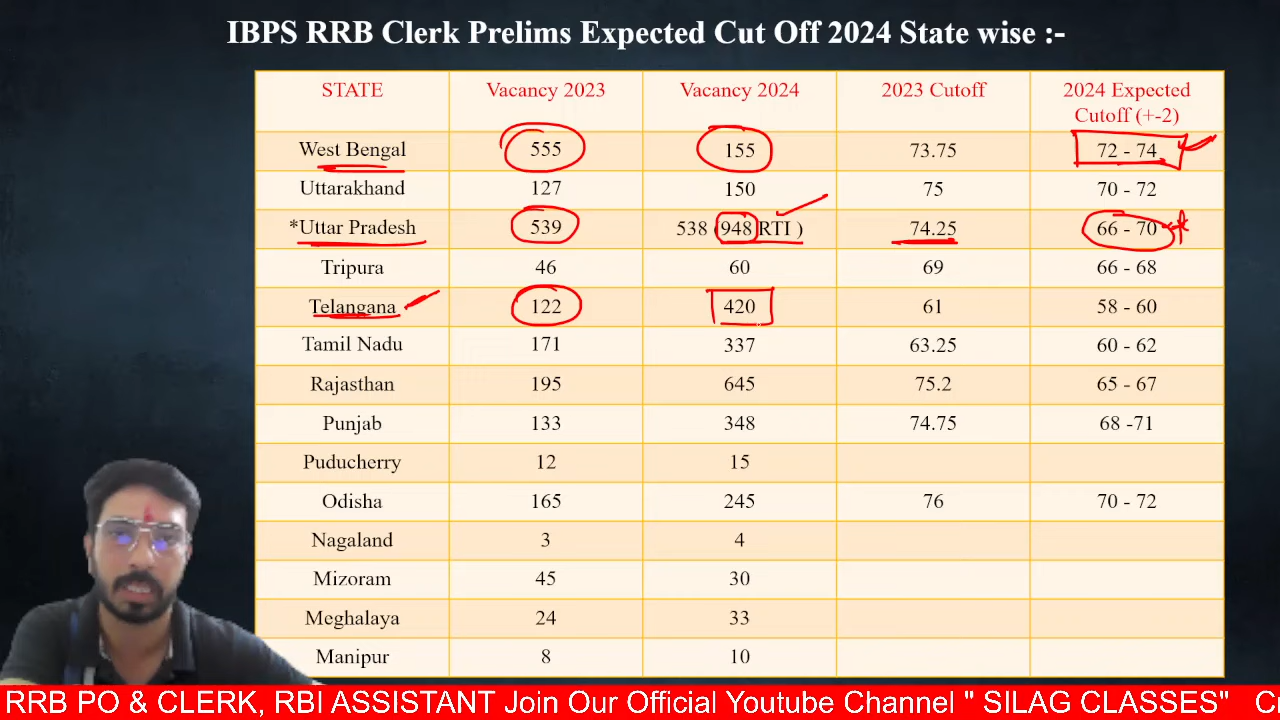 IBPS RRB Clerk Prelims Expected Cut Off 2024 State wise :-
STATE Vacancy 2023 Vacancy 2024 2023 Cutoff 2024 Expected Cutoff (+-2)
West Bengal 555 155 73.75 72 - 74
Uttarakhand 127 150 75 70 - 72
*Uttar Pradesh 539 538 (948 RTI ) 74.25 66 - 70
Tripura 46 60 69 66 - 68
Telangana 122 420 61 58 - 60
Tamil Nadu 171 337 63.25 60 - 62
Rajasthan 195 645 75.2 65 - 67
Punjab 133 348 74.75 68 -71
Puducherry 12 15
Odisha 165 245 76 70 - 72
Nagaland 3 4
Mizoram 45 30
Meghalaya 24 33
Manipur 8 10
RRB PO & CLERK, RBI ASSISTANT Join Our Official Youtube Channel " SILAG CLASSES"